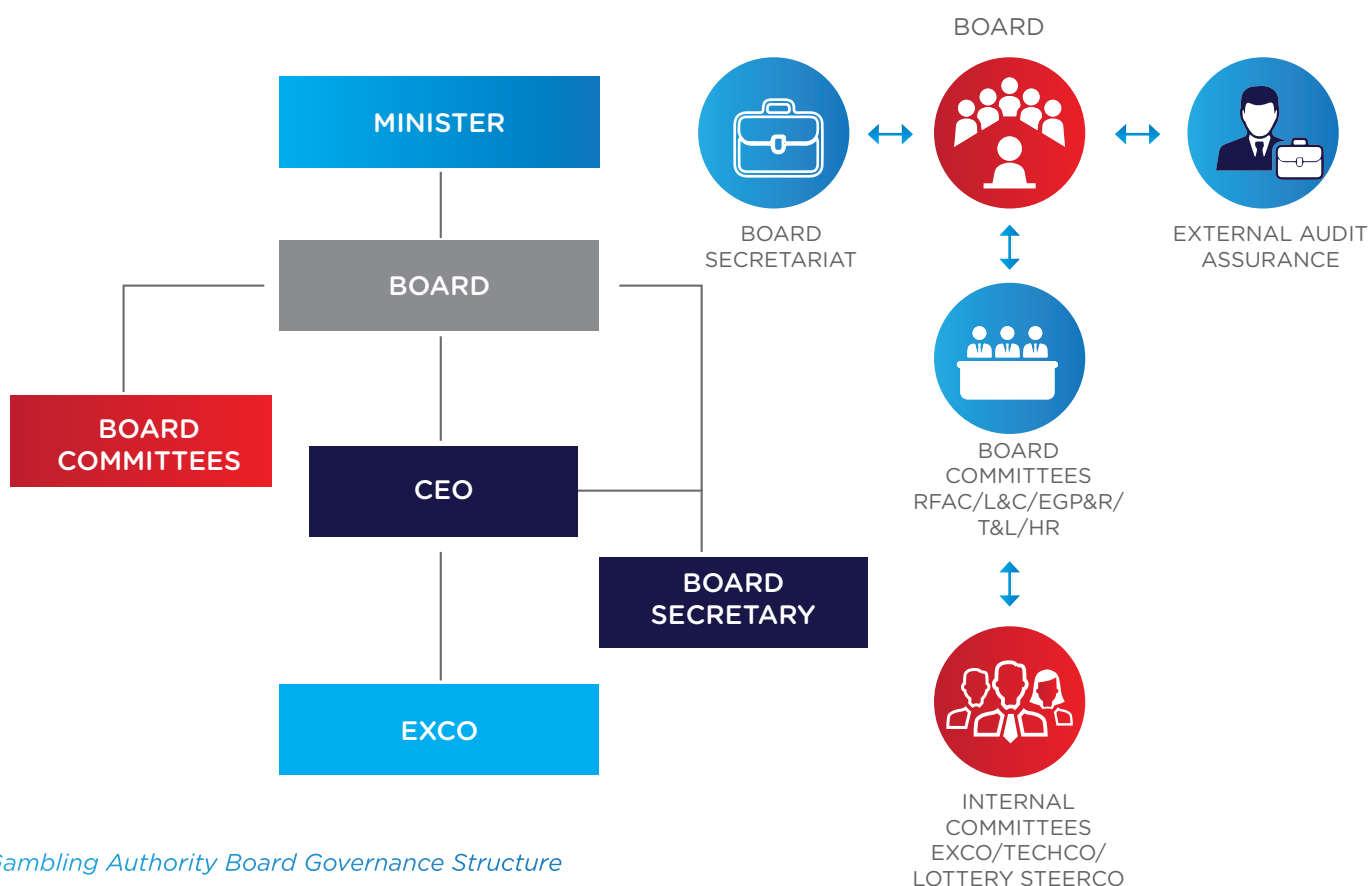 MINISTER
BOARD
BOARD
COMMITTEES
CEO
BOARD
SECRETARY
EXCO
BOARD
BOARD
SECRETARIAT
EXTERNAL AUDIT
ASSURANCE
BOARD
COMMITTEES
RFAC/L&C/EGP&R/
T&L/HR
INTERNAL
COMMITTEES
EXCO/TECHCO/
LOTTERY STEERCO
Gambling Authority Board Governance Structure